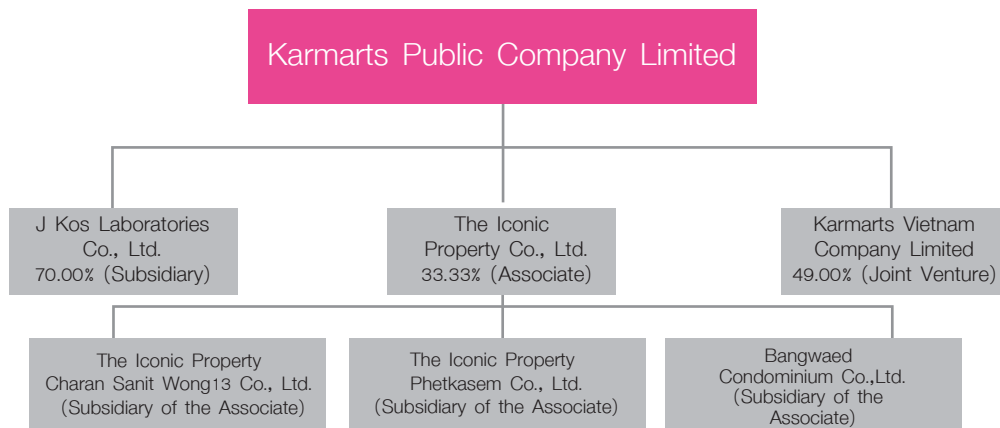 Karmarts Public Company Limited
J Kos Laboratories
Co., Ltd.
70.00% (Subsidiary)
The Iconic
Property Co., Ltd.
33.33% (Associate)
Karmarts Vietnam
Company Limited
49.00% (Joint Venture)
The Iconic Property
Charan Sanit Wong13 Co., Ltd.
(Subsidiary of the Associate)
The Iconic Property
Phetkasem Co., Ltd.
(Subsidiary of the Associate)
Bangwaed
Condominium Co.,Ltd.
(Subsidiary of the
Associate)